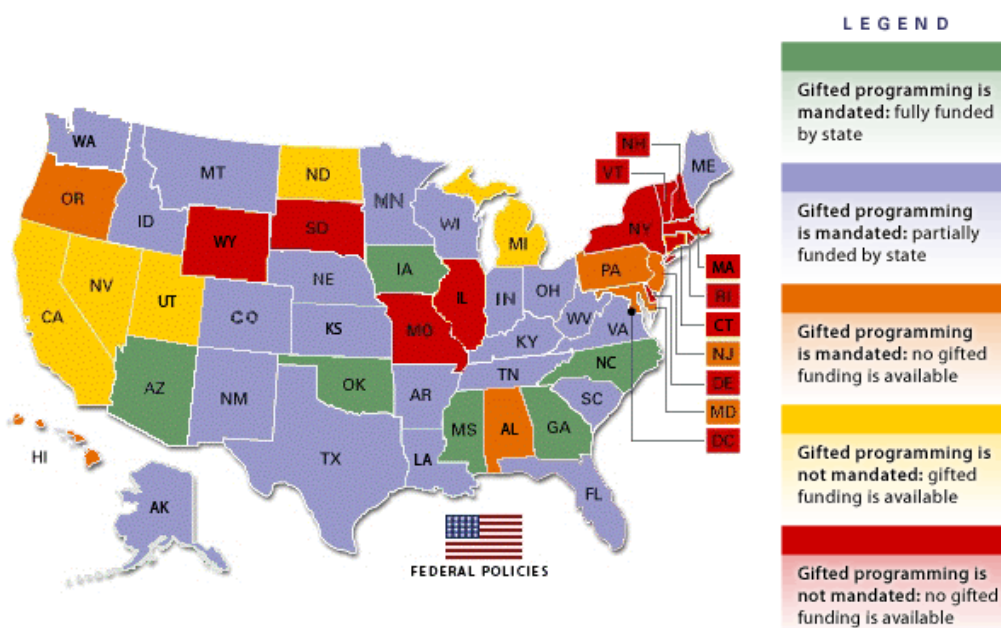 LEGEND
Gifted programming is
mandated: fully funded
by state
Gifted programming
is mandated: partially
funded by state
Gifted programming
is mandated: no gifted
funding is available
Gifted programming is
not mandated: gifted
funding is available
Gifted programming is
not mandated: no gifted
funding is available
WA
MT
ND
MN
NH
VT
ME
OR
ID
WY
SD
WI
MI
NY
NV
UT
NE
IA
PA
MA
CA
CO
KS
MO
IL
IN
OH
WV
VA
RI
KY
CT
AZ
NM
OK
AR
TN
NC
NJ
SC
DE
TX
LA
MS
AL
GA
MD
DC
HI
AK
FL
FEDERAL POLICIES